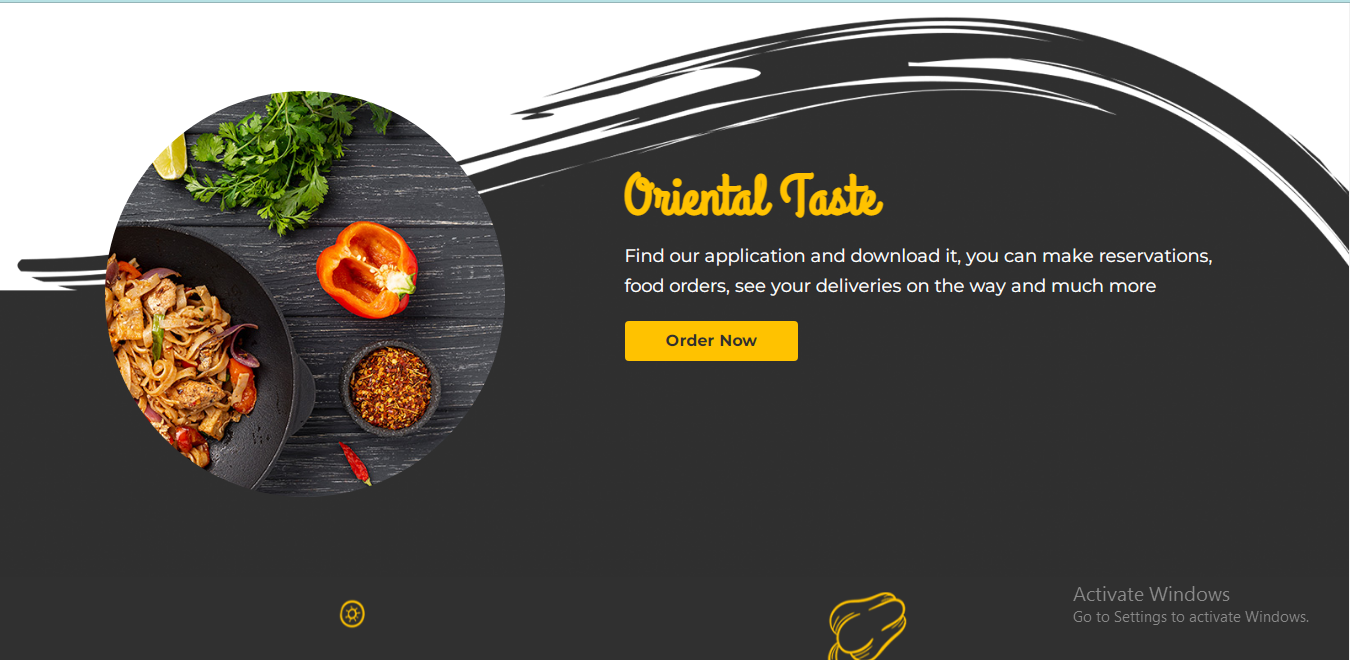 Oriental Taste
Find our application and download it, you can make reservations,
food orders, see your deliveries on the way and much more
Order Now
Activate Windows
Go to Settings to activate Windows.